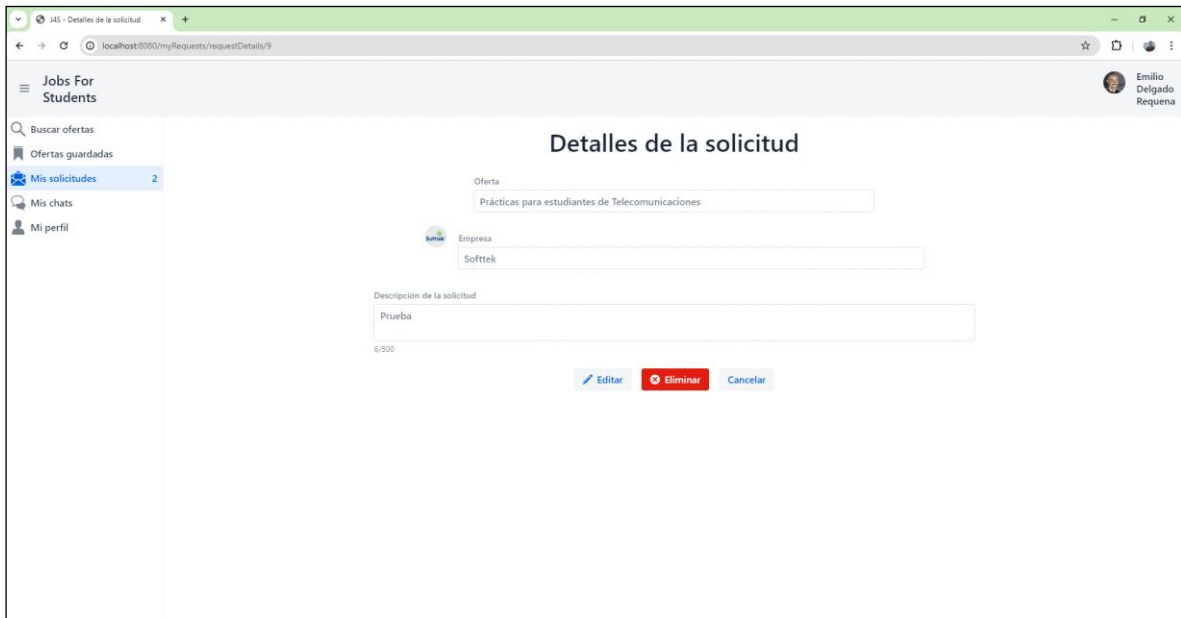 J4S - Detalles de la solicitud
localhost:8080/myRequests/requestDetails/9
Jobs For
Students
Emilio
Delgado
Requena
Buscar ofertas
Ofertas guardadas
Mis solicitudes 2
Mis chats
Mi perfil
Detalles de la solicitud
Oferta
Prácticas para estudiantes de Telecomunicaciones
Softtek
Empresa
Softtek
Descripción de la solicitud
Prueba
6/500
Editar Eliminar Cancelar